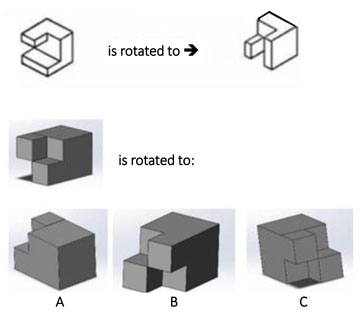 is rotated to 🡺
is rotated to:
A B C